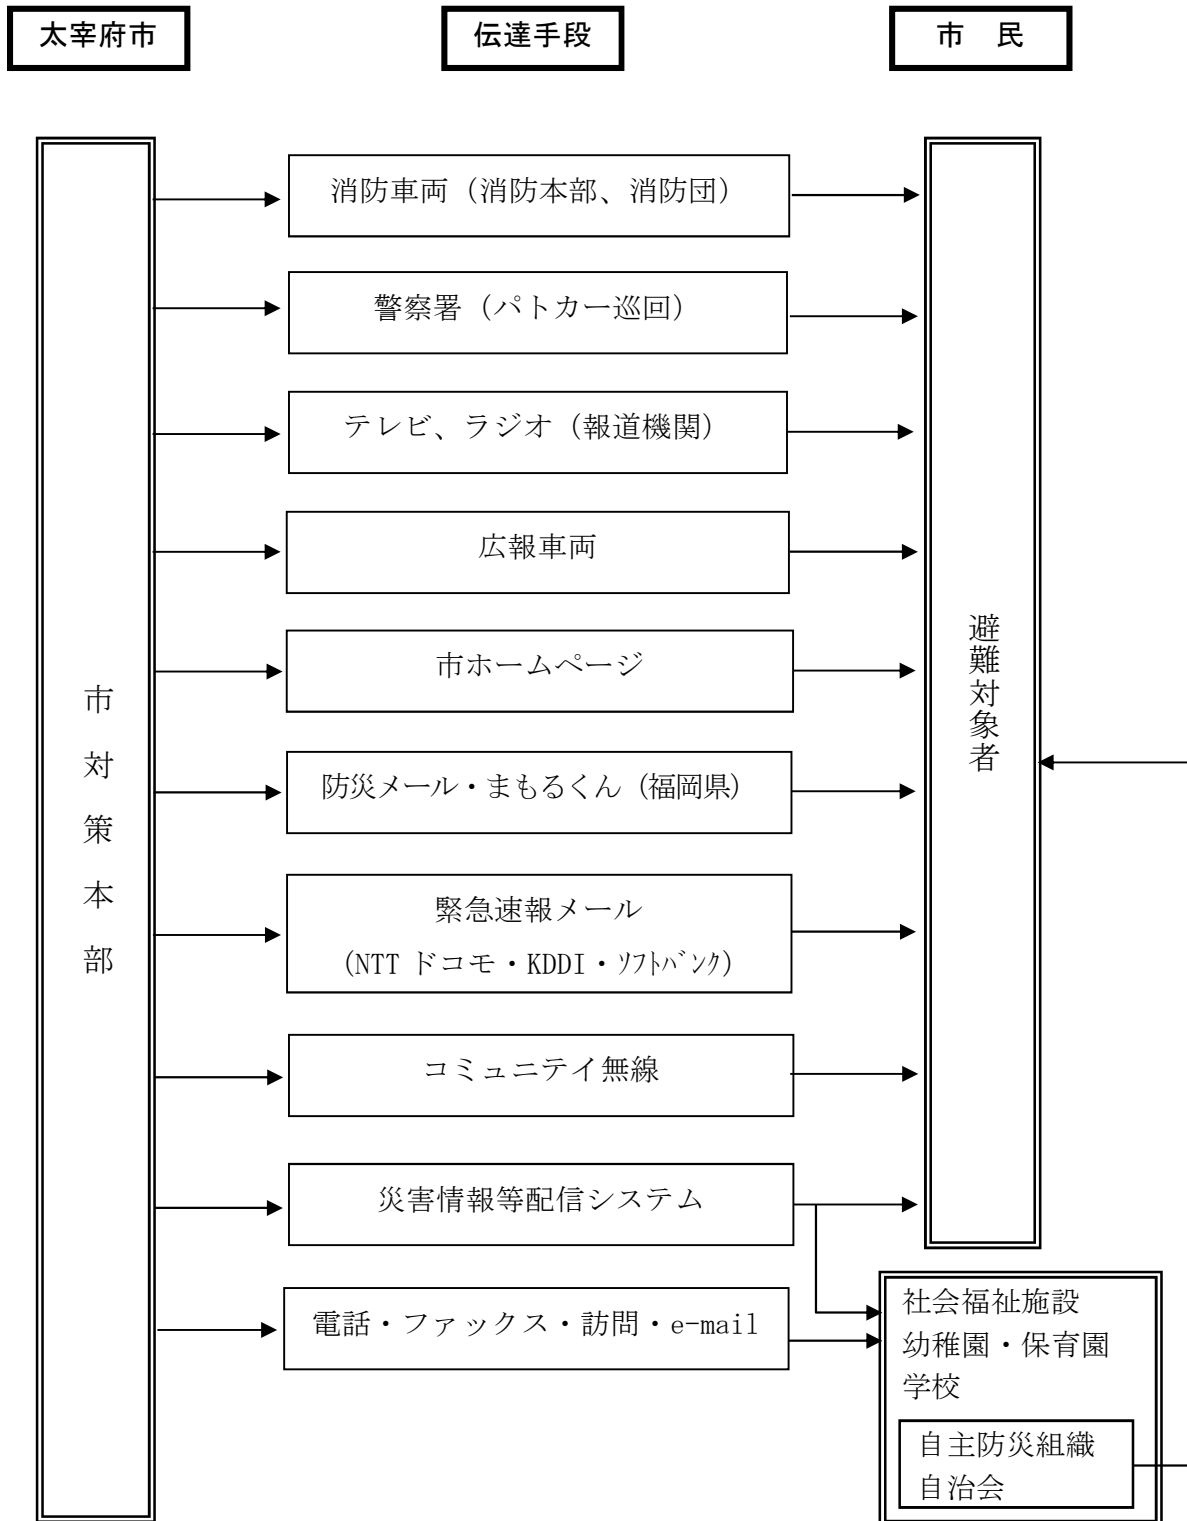 太宰府市
伝達手段
市　民
消防車両（消防本部、消防団）
警察署（パトカー巡回）
テレビ、ラジオ（報道機関）
広報車両
市ホームページ
防災メール・まもるくん（福岡県）
緊急速報メール
（NTT ドコモ・KDDI・ｿﾌﾄﾊﾞﾝｸ）
コミュニテイ無線
災害情報等配信システム
電話・ファックス・訪問・e-mail
市対策本部
避難対象者
社会福祉施設
幼稚園・保育園
学校
自主防災組織
自治会